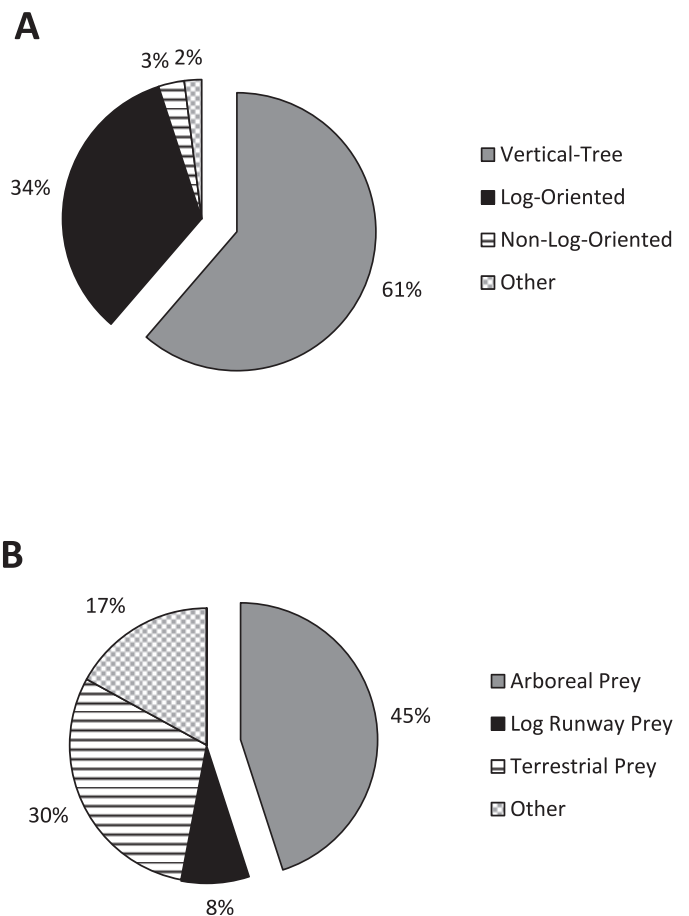 A
3% 2%
34%
61%
Vertical-Tree
Log-Oriented
Non-Log-Oriented
Other
B
17%
45%
30%
8%
Arboreal Prey
Log Runway Prey
Terrestrial Prey
Other